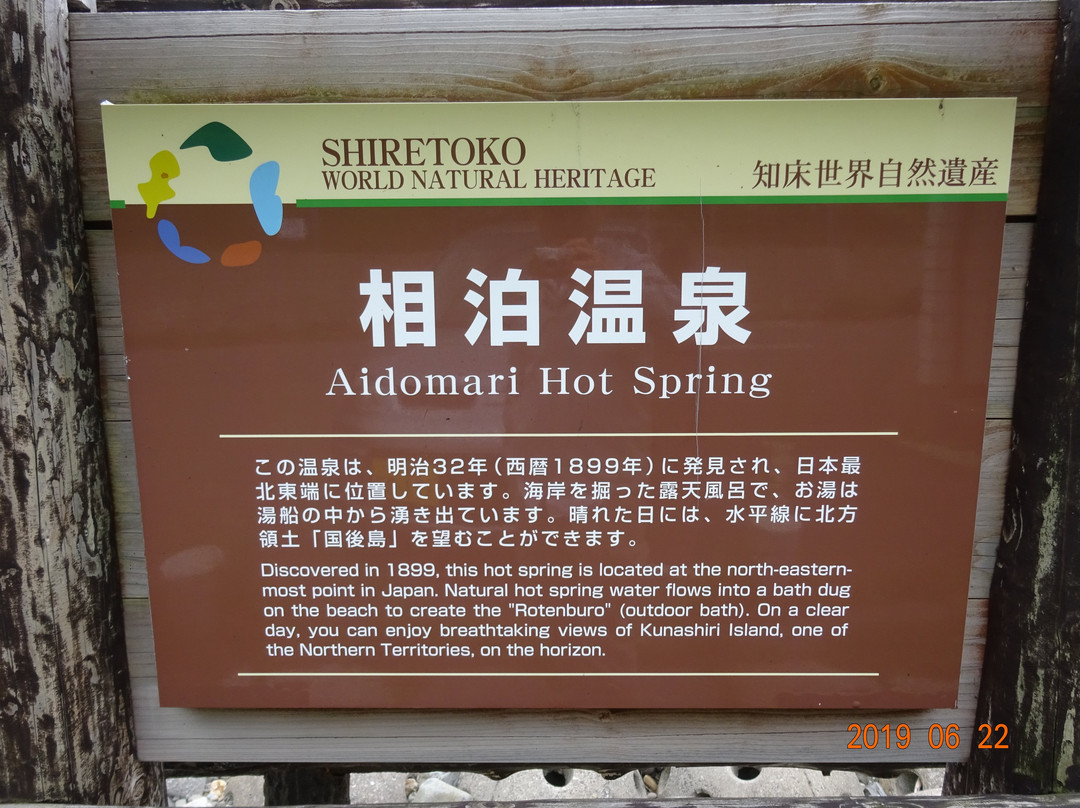 SHIRETOKO
WORLD NATURAL HERITAGE
知床世界自然遺産
相泊温泉
Aidomari Hot Spring
この温泉は、明治32年(西暦1899年)に発見され、日本最
北東端に位置しています。海岸を掘った露天風呂で、お湯は
湯船の中から湧き出ています。晴れた日には、水平線に北方
領土「国後島」を望むことができます。
Discovered in 1899, this hot spring is located at the north-eastern-
most point in Japan. Natural hot spring water flows into a bath dug
on the beach to create the "Rotenburo" (outdoor bath). On a clear
day, you can enjoy breathtaking views of Kunashiri Island, one of
the Northern Territories, on the horizon.
2019 06 22